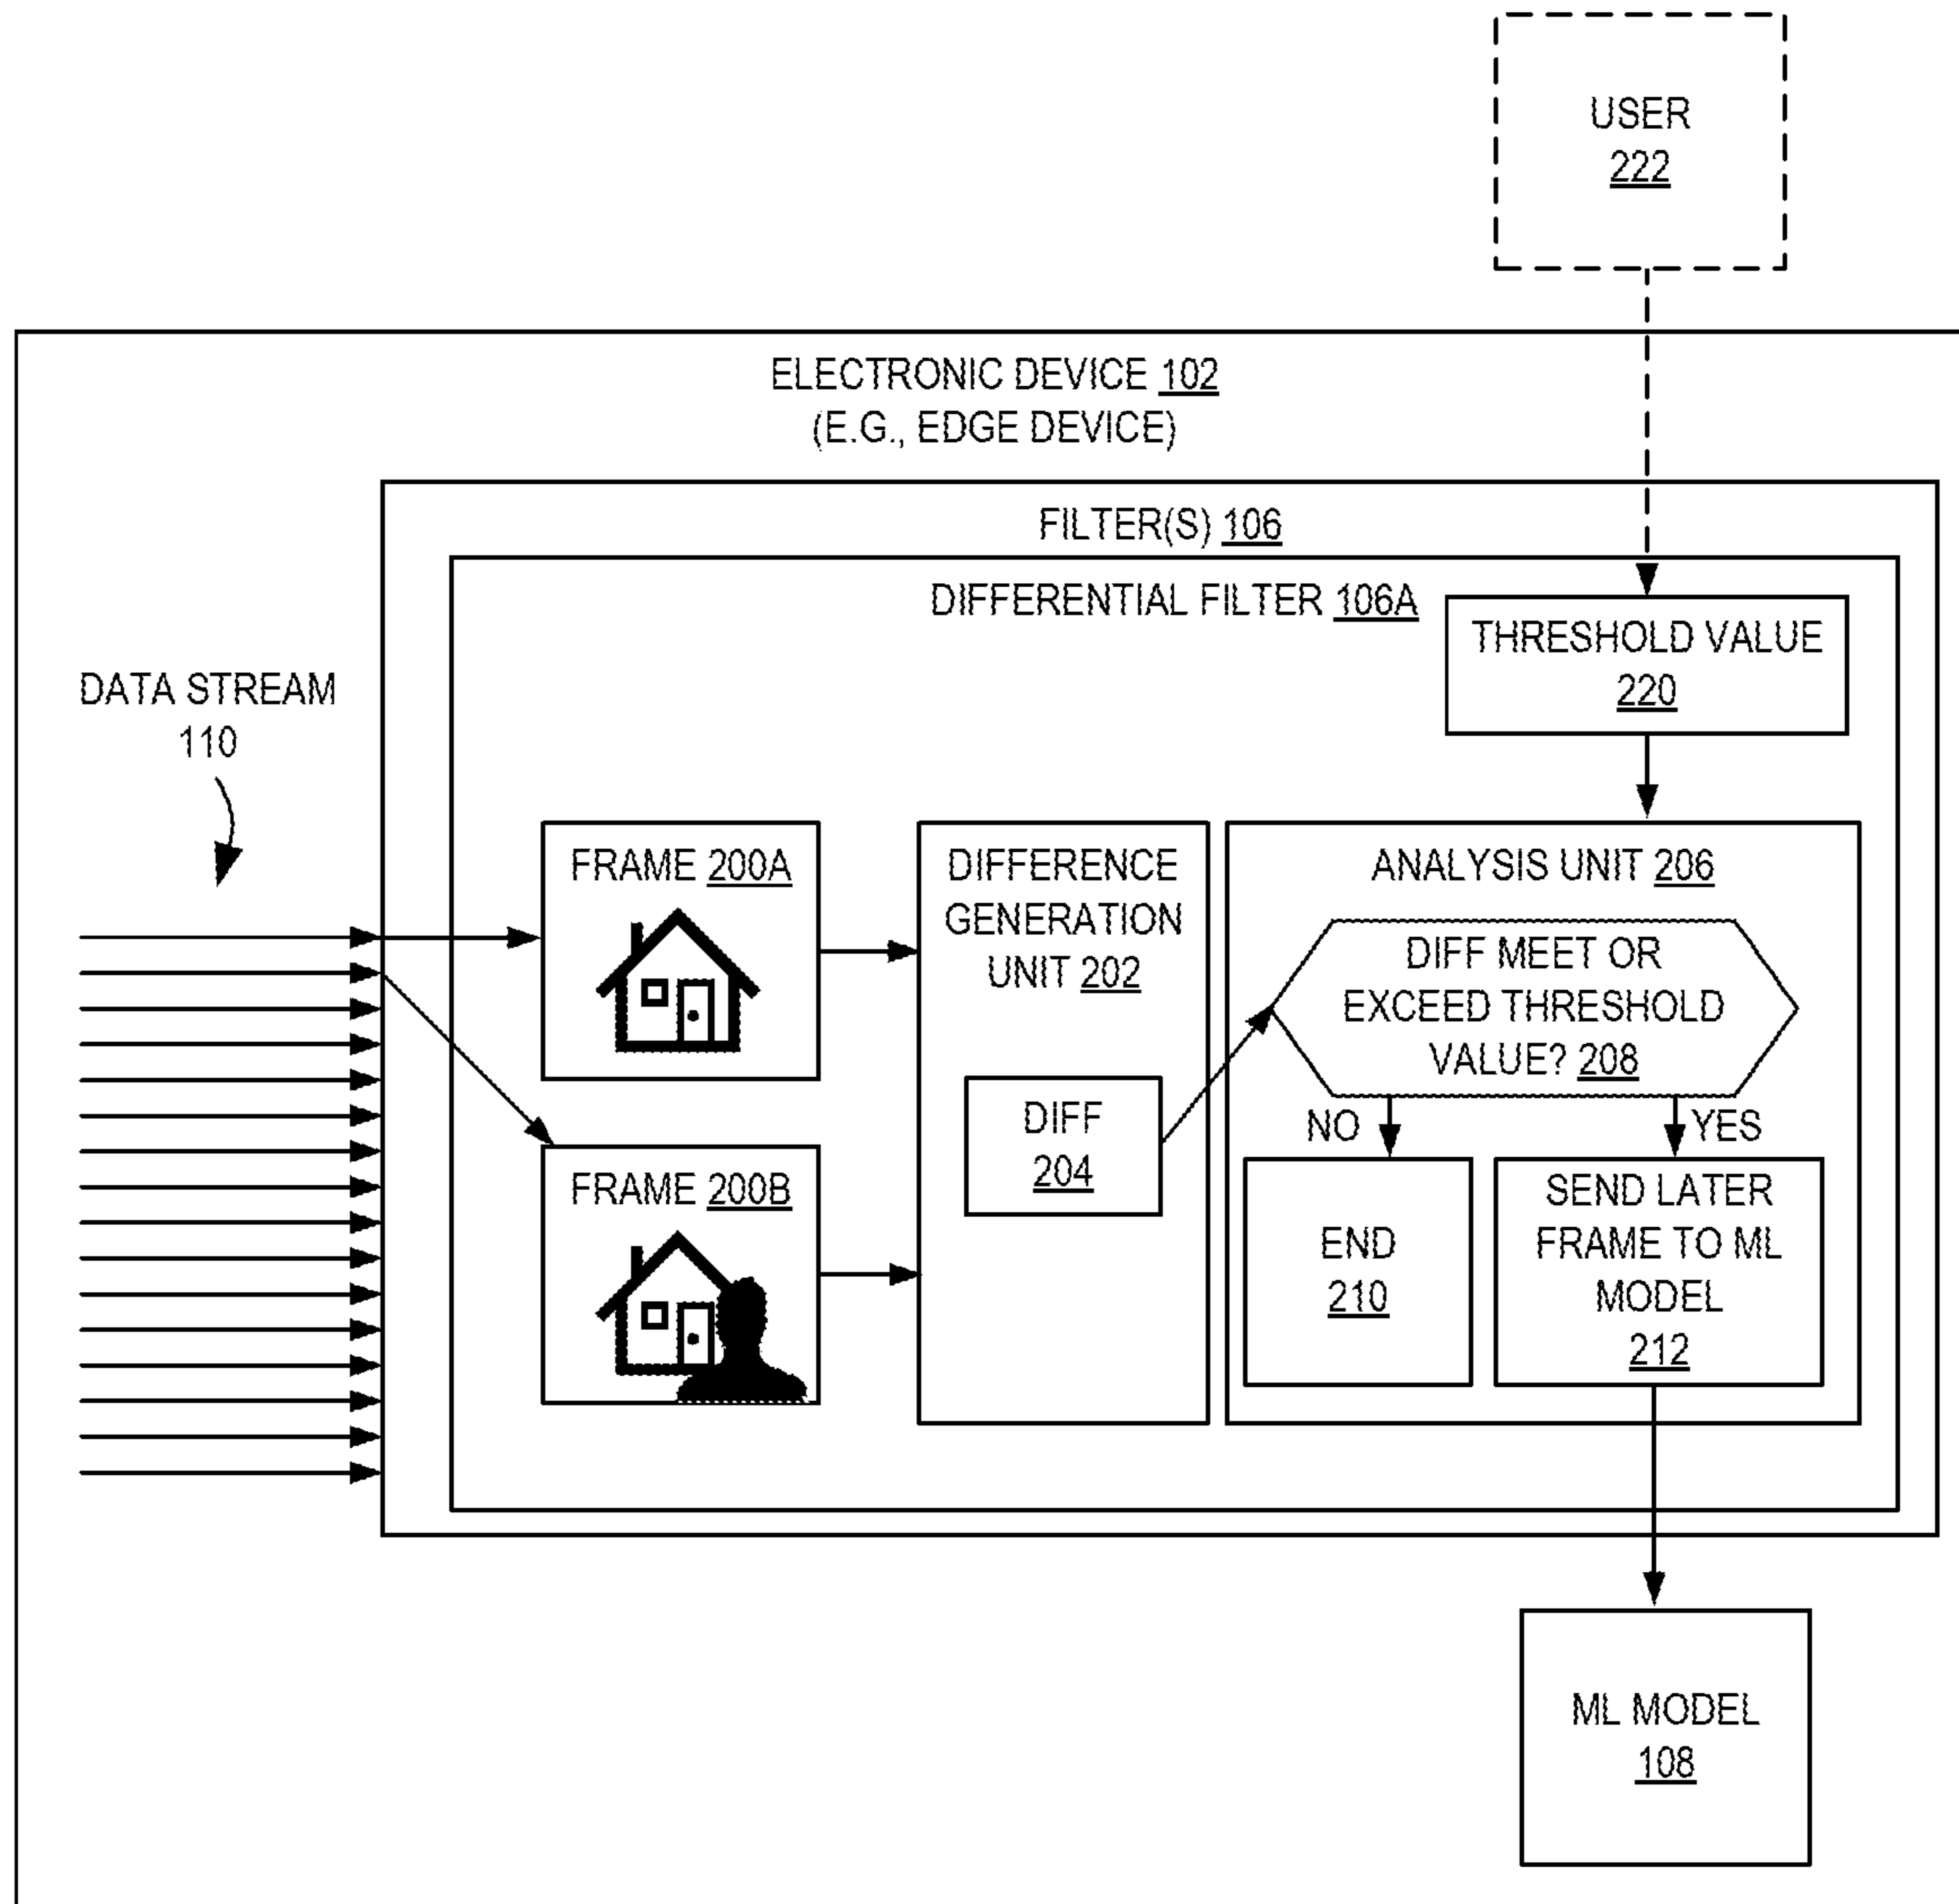 USER
222
ELECTRONIC DEVICE 102
(E.G., EDGE DEVICE)
FILTER(S) 106
DIFFERENTIAL FILTER 106A
THRESHOLD VALUE
220
DATA STREAM
110
FRAME 200A
FRAME 200B
DIFFERENCE
GENERATION
UNIT 202
DIFF
204
ANALYSIS UNIT 206
DIFF MEET OR
EXCEED THRESHOLD
VALUE? 208
NO
YES
END
210
SEND LATER
FRAME TO ML
MODEL
212
ML MODEL
108